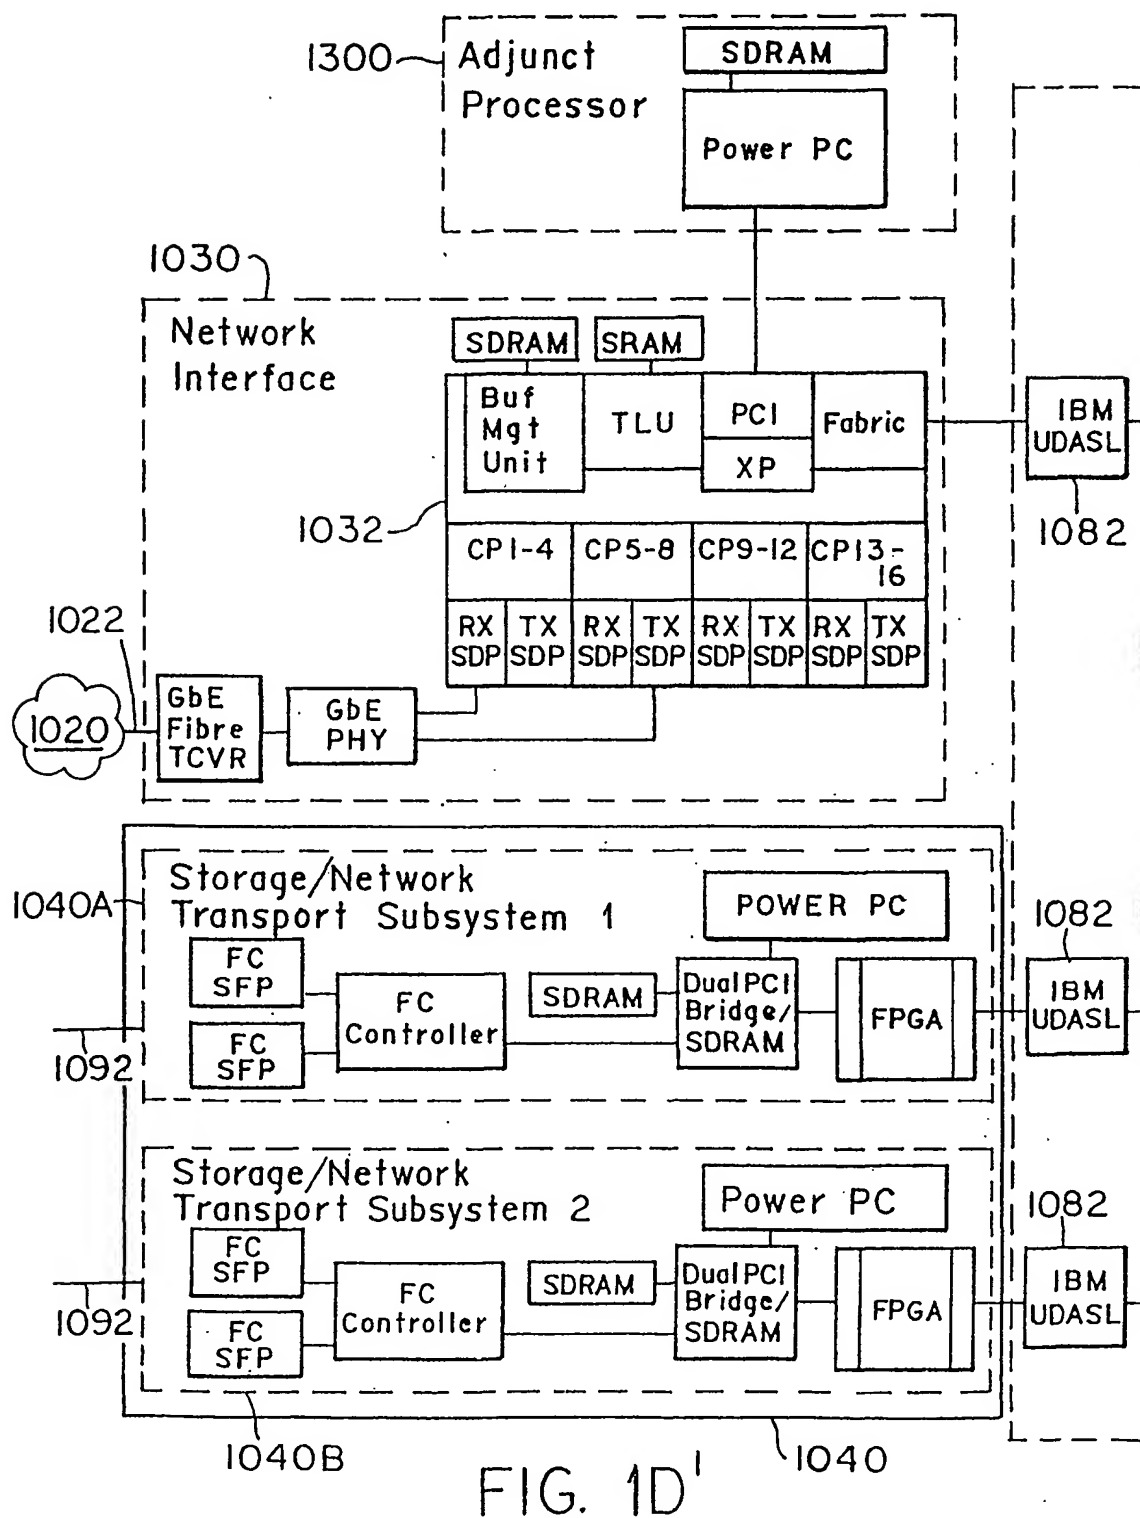 1300
Adjunct
Processor
SDRAM
Power PC
1030
Network
Interface
SDRAM
SRAM
Buf
Mgt
Unit
TLU
PCI
XP
Fabric
IBM
UDASL
1082
1032
CP1-4
CP5-8
CP9-12
CP13-
16
RX
SDP
TX
SDP
RX
SDP
TX
SDP
RX
SDP
TX
SDP
RX
SDP
TX
SDP
1022
1020
GbE
Fibre
TCVR
GbE
PHY
1040A
Storage/Network
Transport Subsystem 1
POWER PC
FC
SFP
FC
SFP
FC
Controller
SDRAM
Dual PCI
Bridge/
SDRAM
FPGA
1082
IBM
UDASL
1092
Storage/Network
Transport Subsystem 2
Power PC
FC
SFP
FC
SFP
FC
Controller
SDRAM
Dual PCI
Bridge/
SDRAM
FPGA
1082
IBM
UDASL
1092
1040B
1040
FIG. 1D'